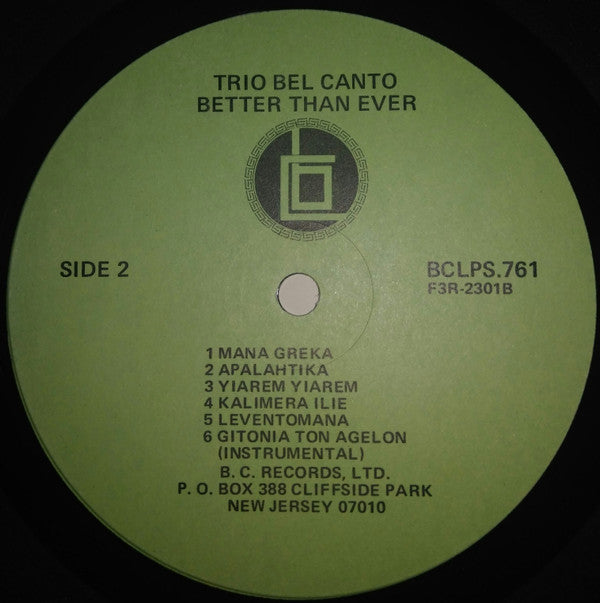 TRIO BEL CANTO
BETTER THAN EVER
SIDE 2
BCLPS.761
F3R-2301B
1 MANA GREKA
2 APALAHTIKA
3 YIAREM YIAREM
4 KALIMERA ILIE
5 LEVENTOMANA
6 GITONIA TON AGELON
(INSTRUMENTAL)
B. C. RECORDS, LTD.
P. O. BOX 388 CLIFFSIDE PARK
NEW JERSEY 07010